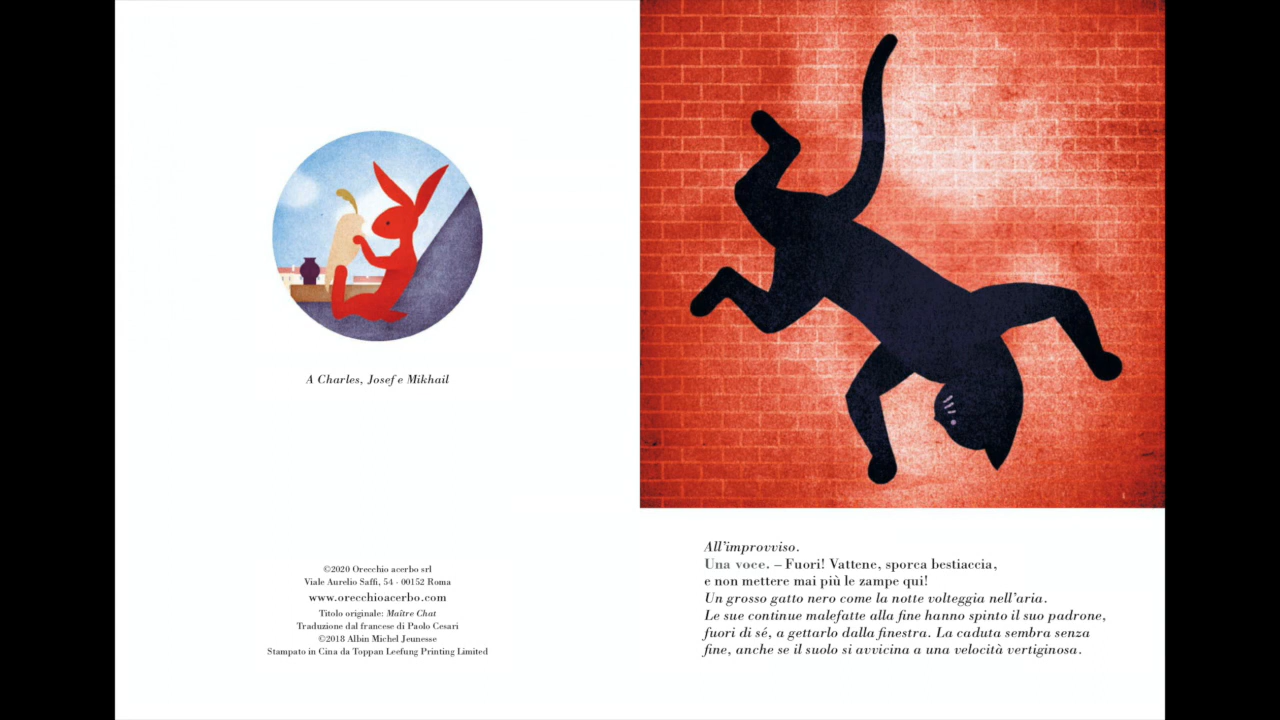 A Charles, Josef e Mikhail
©2020 Orecchio acerbo srl
Viale Aurelio Saffi, 54 - 00152 Roma
www.orecchioacerbo.com
Titolo originale: Maître Chat
Traduzione dal francese di Paolo Cesari
©2018 Albin Michel Jeunesse
Stampato in Cina da Toppan Leefung Printing Limited
All'improvviso.
Una voce. – Fuori! Vattene, sporca bestiaccia,
e non mettere mai più le zampe qui!
Un grosso gatto nero come la notte volteggia nell'aria.
Le sue continue malefatte alla fine hanno spinto il suo padrone,
fuori di sé, a gettarlo dalla finestra. La caduta sembra senza
fine, anche se il suolo si avvicina a una velocità vertiginosa.